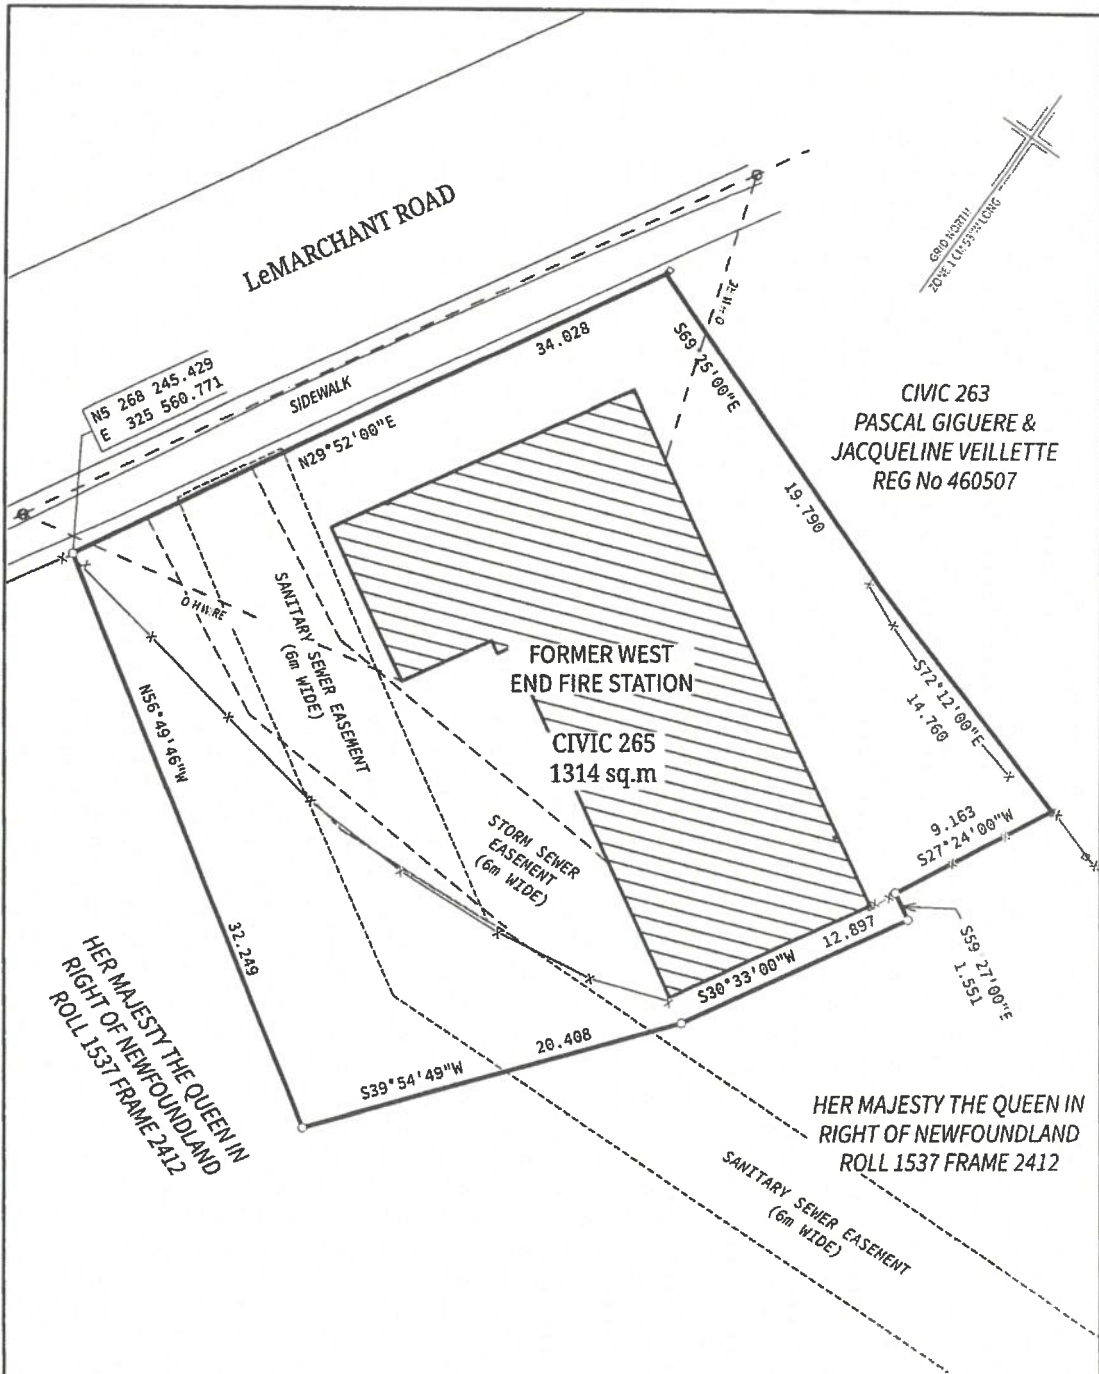 LeMARCHANT ROAD
GRID NORTH
N5 268 245.429
E 325 560.771
SIDEWALK
34.028
N29°52'00"E
OHWIRE
S69°25'00"E
CIVIC 263
PASCAL GIGUERE &
JACQUELINE VEILLETTE
REG No 460507
19.790
OHWIRE
SANITARY SEWER EASEMENT
(6m WIDE)
FORMER WEST
END FIRE STATION
CIVIC 265
1314 sq.m
S72°12'00"E
14.760
N56°49'46"W
STORM SEWER
EASEMENT
(6m WIDE)
9.163
S27°24'00"W
12.897
S30°33'00"W
S59°27'00"E
1.551
32.249
HER MAJESTY THE QUEEN IN
RIGHT OF NEWFOUNDLAND
ROLL 1537 FRAME 2412
20.408
S39°54'49"W
HER MAJESTY THE QUEEN IN
RIGHT OF NEWFOUNDLAND
ROLL 1537 FRAME 2412
SANITARY SEWER EASEMENT
(6m WIDE)